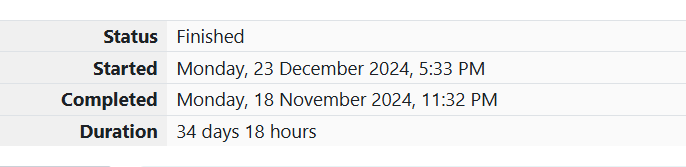 Status Finished
Started Monday, 23 December 2024, 5:33 PM
Completed Monday, 18 November 2024, 11:32 PM
Duration 34 days 18 hours